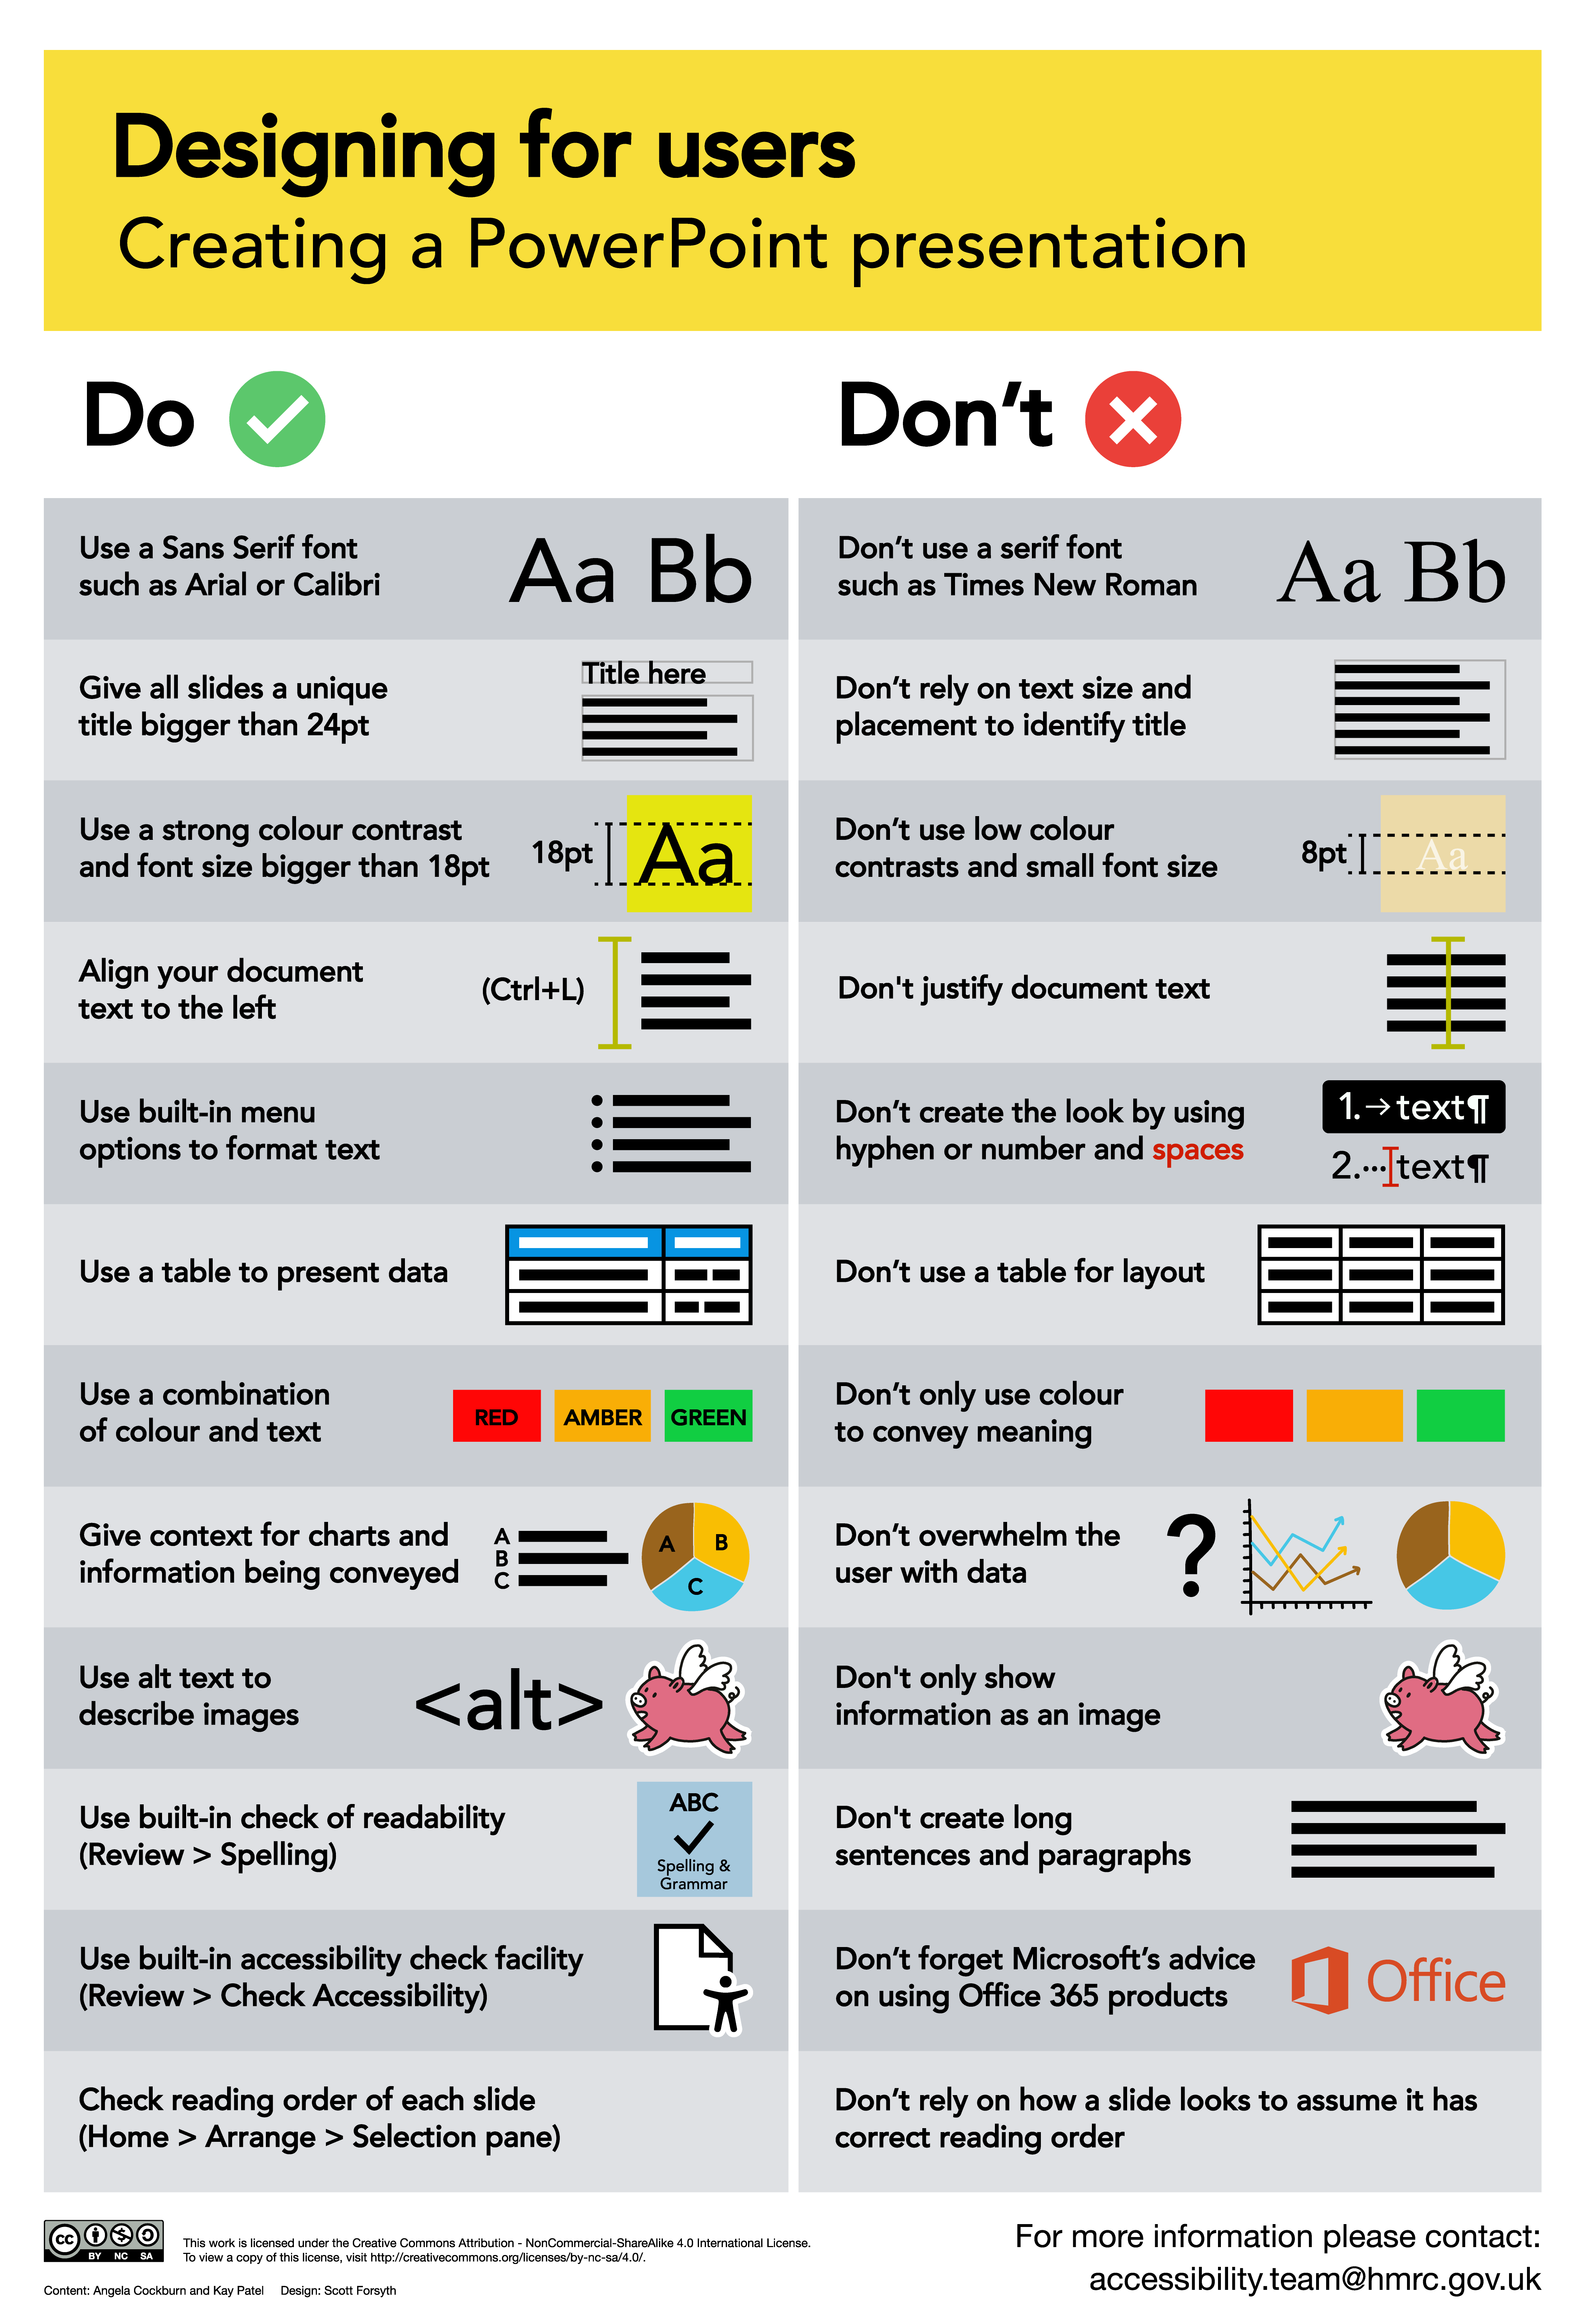 Designing for users
Creating a PowerPoint presentation
Do
Don’t
Use a Sans Serif font
such as Arial or Calibri
Aa Bb
Don’t use a serif font
such as Times New Roman
Aa Bb
Give all slides a unique
title bigger than 24pt
Title here
Don’t rely on text size and
placement to identify title
Use a strong colour contrast
and font size bigger than 18pt
18pt
Aa
Don’t use low colour
contrasts and small font size
8pt
Aa
Align your document
text to the left
(Ctrl+L)
Don't justify document text
Use built-in menu
options to format text
Don’t create the look by using
hyphen or number and spaces
1.→text¶
2.···text¶
Use a table to present data
Don’t use a table for layout
Use a combination
of colour and text
RED
AMBER
GREEN
Don’t only use colour
to convey meaning
Give context for charts and
information being conveyed
A
B
C
A
B
C
Don’t overwhelm the
user with data
?
Use alt text to
describe images
<alt>
Don't only show
information as an image
Use built-in check of readability
(Review > Spelling)
ABC
Spelling &
Grammar
Don't create long
sentences and paragraphs
Use built-in accessibility check facility
(Review > Check Accessibility)
Don’t forget Microsoft’s advice
on using Office 365 products
Office
Check reading order of each slide
(Home > Arrange > Selection pane)
Don’t rely on how a slide looks to assume it has
correct reading order
cc
BY NC SA
This work is licensed under the Creative Commons Attribution - NonCommercial-ShareAlike 4.0 International License.
To view a copy of this license, visit http://creativecommons.org/licenses/by-nc-sa/4.0/.
Content: Angela Cockburn and Kay Patel Design: Scott Forsyth
For more information please contact:
accessibility.team@hmrc.gov.uk